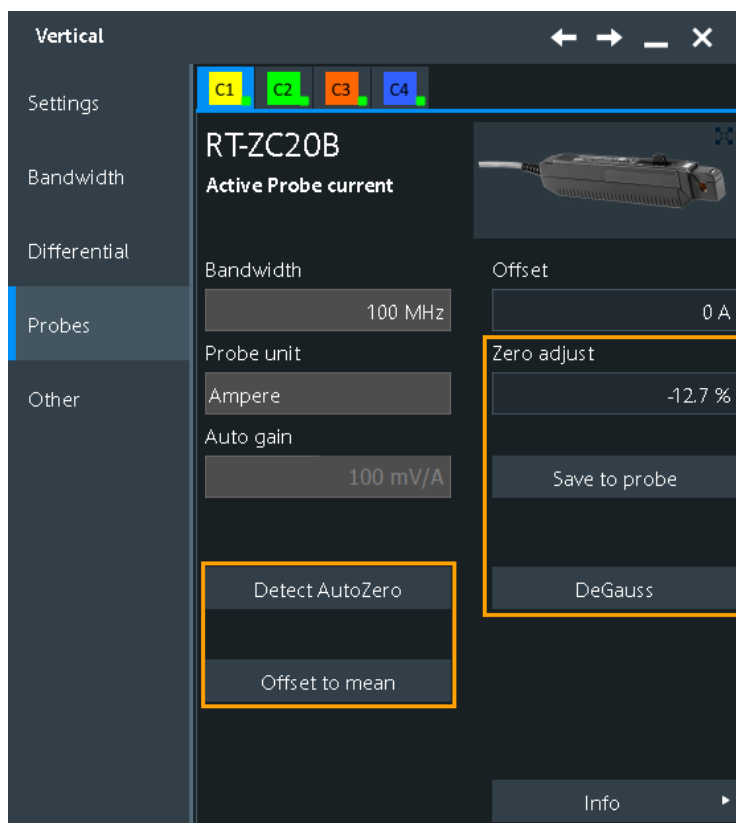 Vertical
Settings
Bandwidth
Differential
Probes
Other
C1 C2 C3 C4
RT-ZC20B
Active Probe current
Bandwidth
100 MHz
Offset
0 A
Probe unit
Ampere
Zero adjust
-12.7 %
Auto gain
100 mV/A
Save to probe
Detect AutoZero
DeGauss
Offset to mean
Info